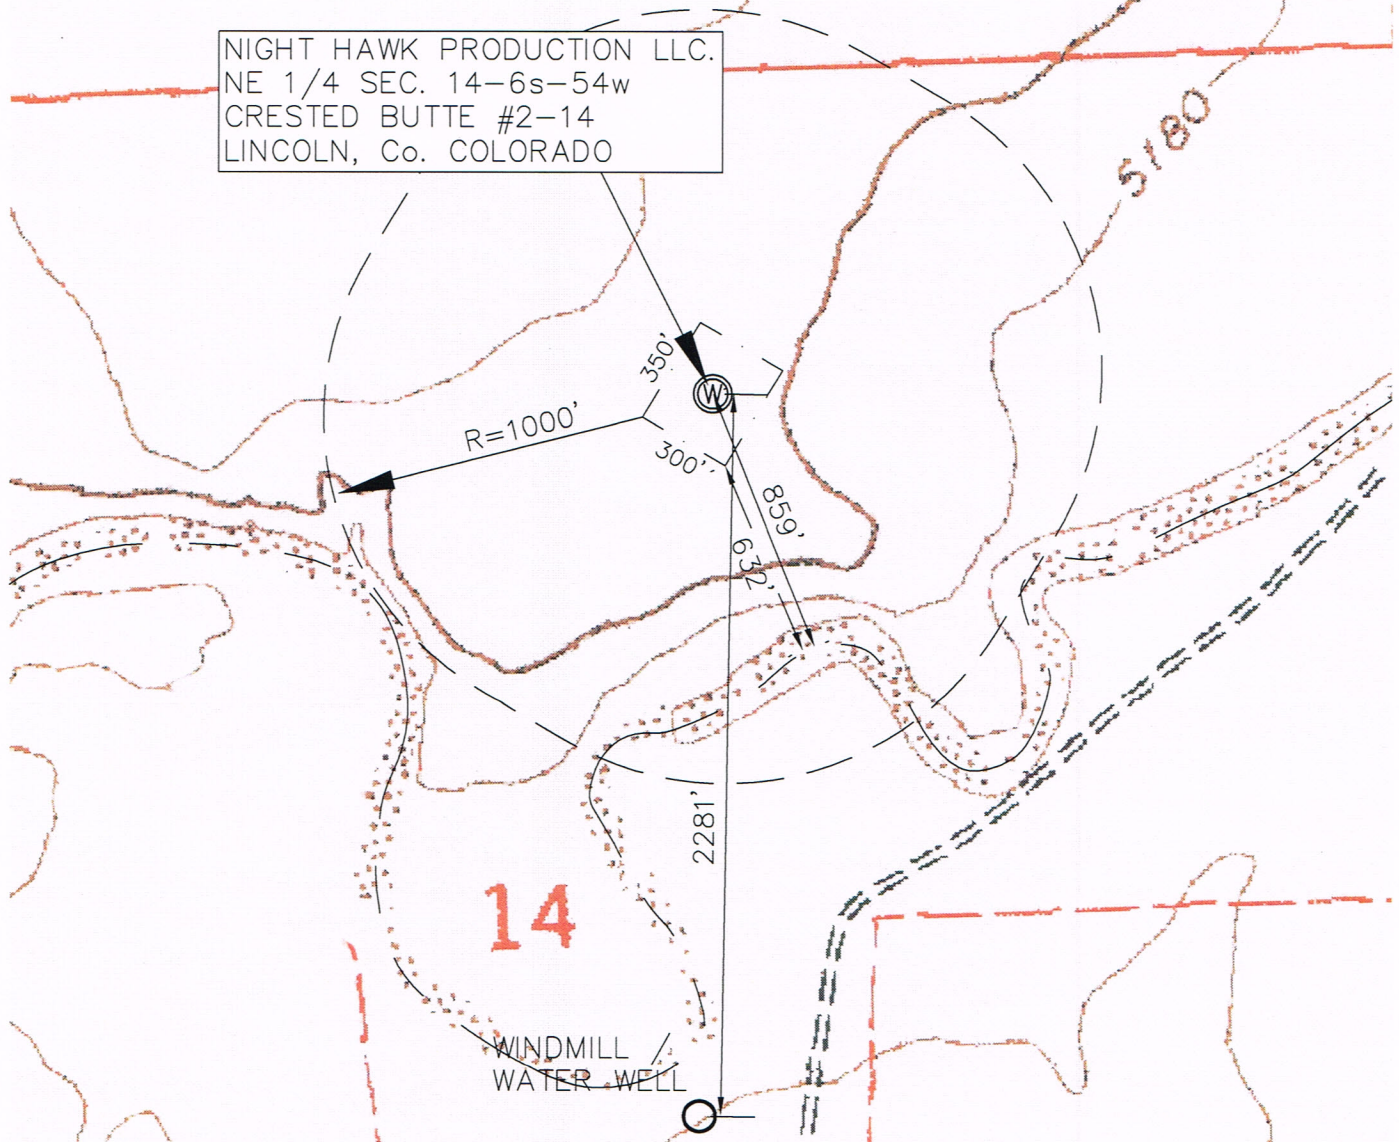 NIGHT HAWK PRODUCTION LLC.
NE 1/4 SEC. 14-6s-54w
CRESTED BUTTE #2-14
LINCOLN, Co. COLORADO
5180
350'
W
R=1000'
300'
859'
632'
2281'
14
WINDMILL
WATER WELL